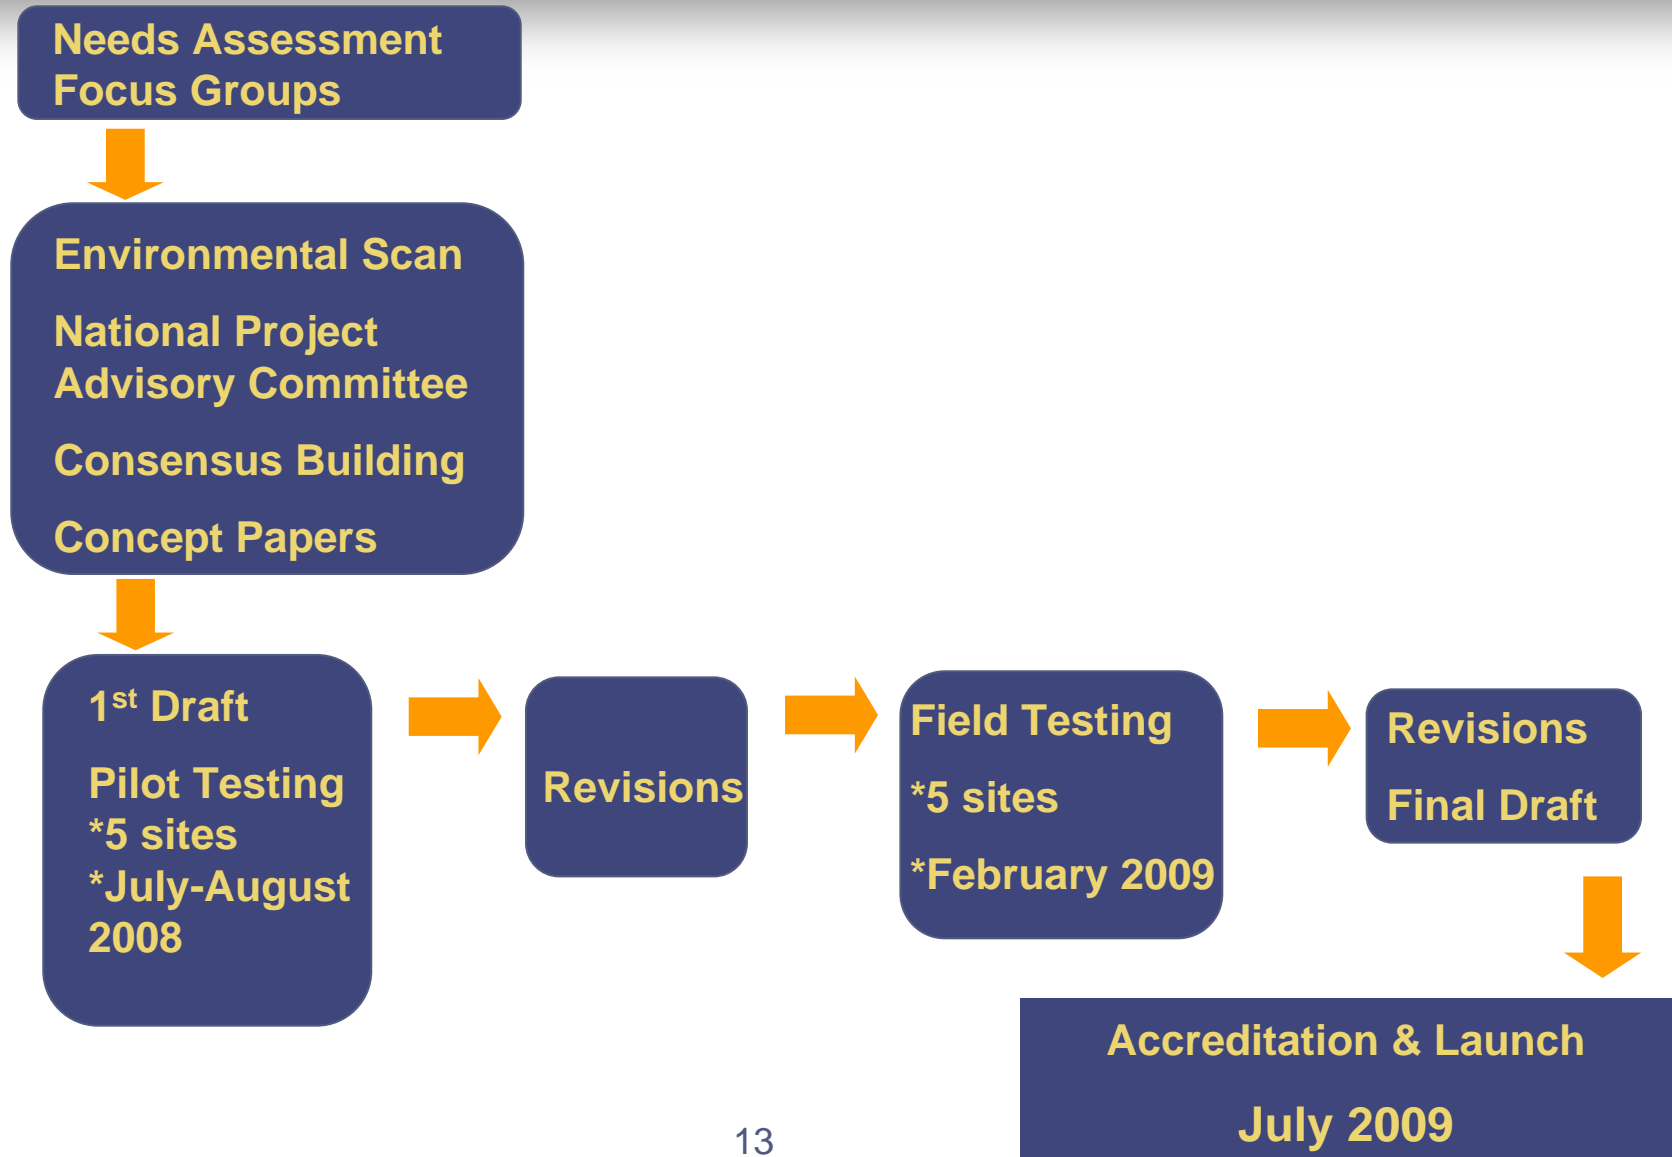 Needs Assessment
Focus Groups
Environmental Scan
National Project
Advisory Committee
Consensus Building
Concept Papers
1st Draft
Pilot Testing
*5 sites
*July-August
2008
Revisions
Field Testing
*5 sites
*February 2009
Revisions
Final Draft
Accreditation & Launch
July 2009
13